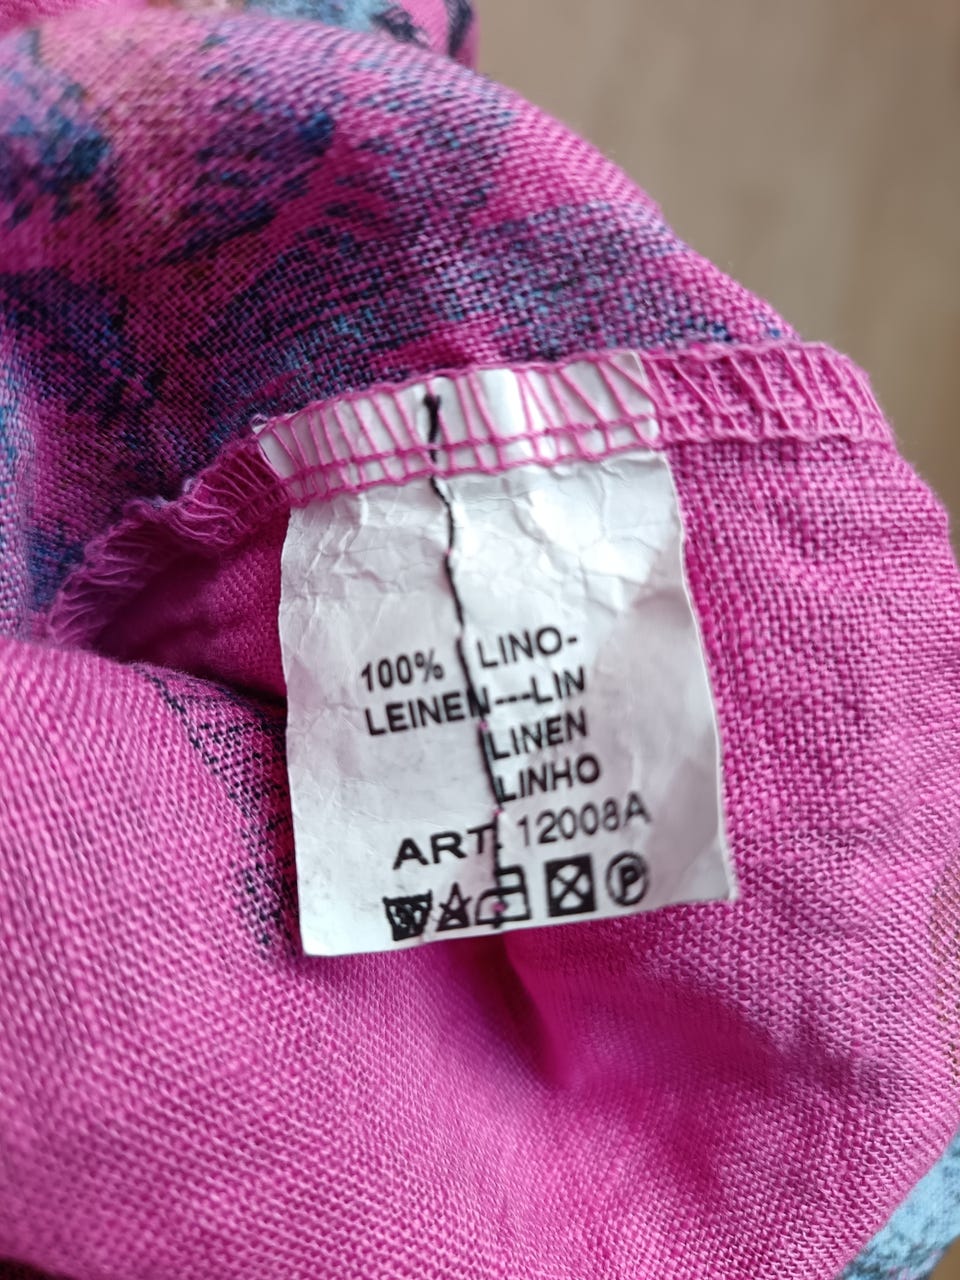 100% LINO-
LEINEN---LIN
LINEN
LINHO
ART. 12008A
P